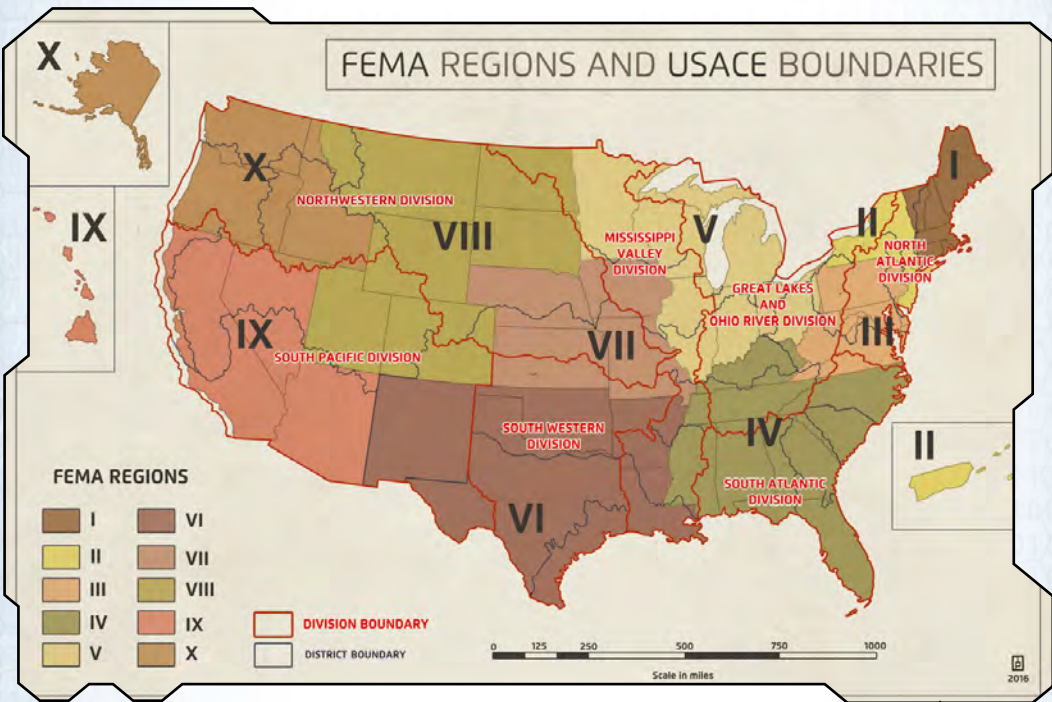 X
FEMA REGIONS AND USACE BOUNDARIES
I
X
NORTHWESTERN DIVISION
IX
II
V
VIII
MISSISSIPPI
VALLEY
DIVISION
NORTH
ATLANTIC
DIVISION
GREAT LAKES
AND
OHIO RIVER DIVISION
IX
III
VII
SOUTH PACIFIC DIVISION
SOUTH WESTERN
DIVISION
IV
II
SOUTH ATLANTIC
DIVISION
VI
FEMA REGIONS
I
II
III
IV
V
VI
VII
VIII
IX
X
DIVISION BOUNDARY
DISTRICT BOUNDARY
0 125 250 500 750 1000
Scale in miles
2016